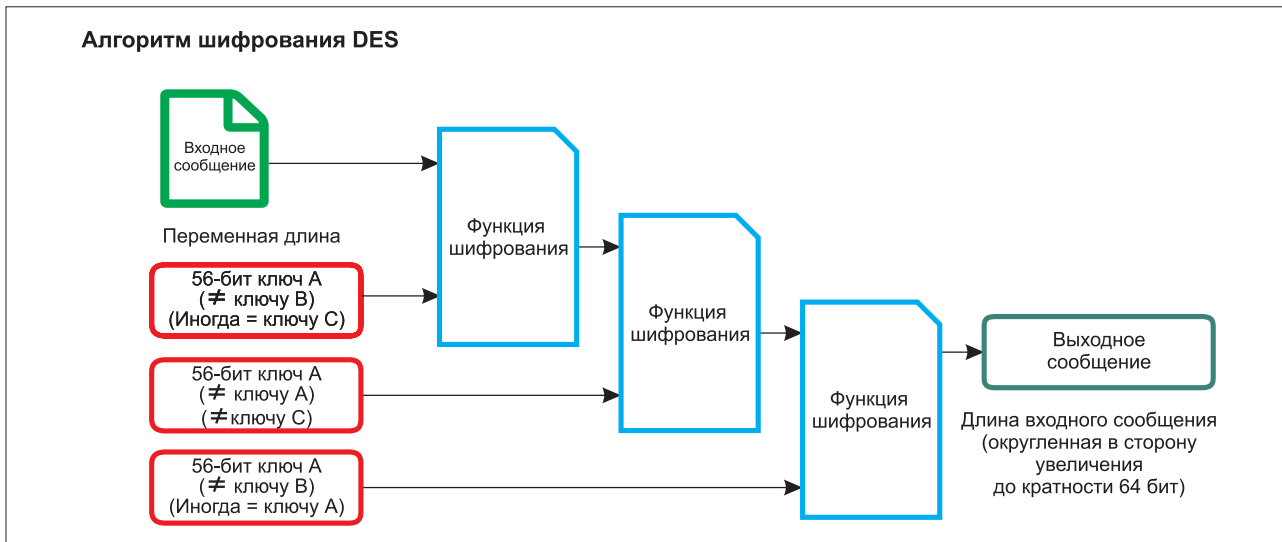 Алгоритм шифрования DES
Входное
сообщение
Переменная длина
56-бит ключ A
(≠ ключу B)
(Иногда = ключу C)
56-бит ключ A
(≠ ключу A)
(≠ключу C)
56-бит ключ A
(≠ ключу B)
(Иногда = ключу A)
Функция
шифрования
Функция
шифрования
Функция
шифрования
Выходное
сообщение
Длина входного сообщения
(округленная в сторону
увеличения
до кратности 64 бит)